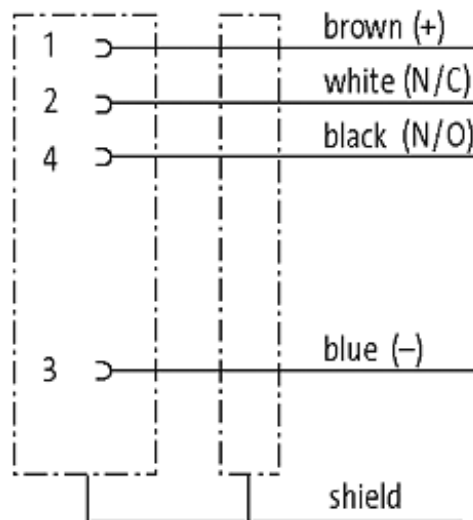 1 brown (+)
2 white (N/C)
4 black (N/O)
3 blue (–)
shield